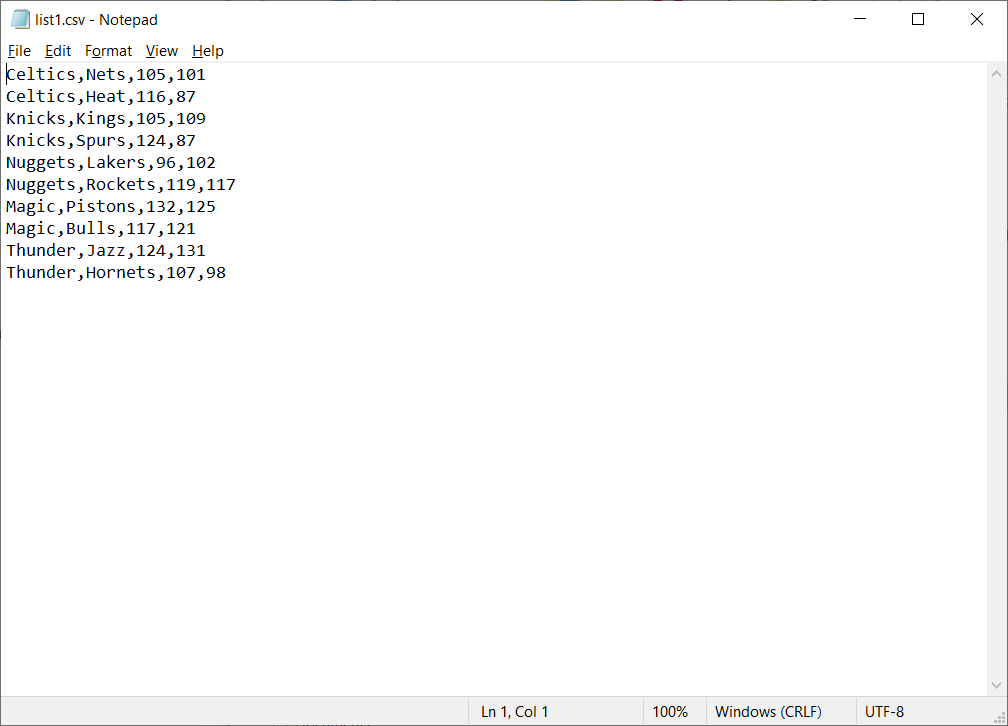 list1.csv - Notepad
File Edit Format View Help
Celtics,Nets,105,101
Celtics,Heat,116,87
Knicks,Kings,105,109
Knicks,Spurs,124,87
Nuggets,Lakers,96,102
Nuggets,Rockets,119,117
Magic,Pistons,132,125
Magic,Bulls,117,121
Thunder,Jazz,124,131
Thunder,Hornets,107,98
Ln 1, Col 1 100% Windows (CRLF) UTF-8